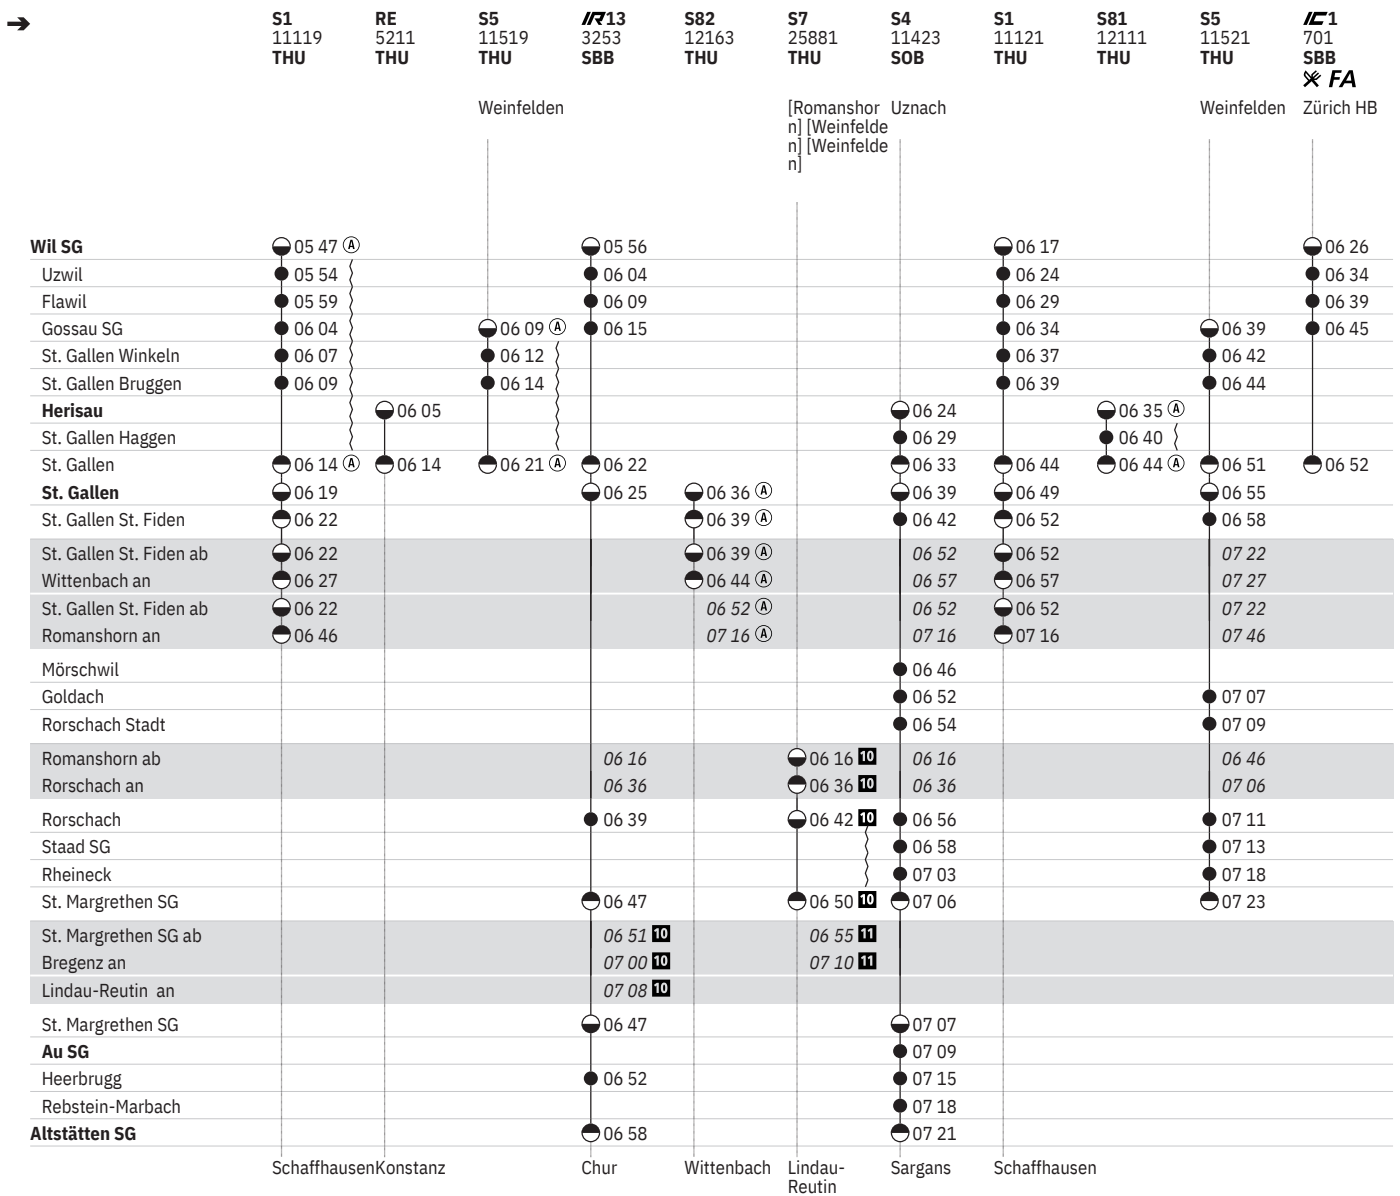 ➔ S1 RE S5 IR13 S82 S7 S4 S1 S81 S5 IC1
11119 5211 11519 3253 12163 25881 11423 11121 12111 11521 701
THU THU THU SBB THU THU SOB THU THU THU SBB
FA
Weinfelden [Romanshor Uznach Weinfelden Zürich HB
n] [Weinfelde
n] [Weinfelde
n]
Wil SG 05 47 Ⓐ 05 56 06 17 06 26
Uzwil 05 54 06 04 06 24 06 34
Flawil 05 59 06 09 06 29 06 39
Gossau SG 06 04 06 09 Ⓐ 06 15 06 34 06 39 06 45
St. Gallen Winkeln 06 07 06 12 06 37 06 42
St. Gallen Bruggen 06 09 06 14 06 39 06 44
Herisau 06 05 06 24 06 35 Ⓐ
St. Gallen Haggen 06 29 06 40
St. Gallen 06 14 Ⓐ 06 14 06 21 Ⓐ 06 22 06 33 06 44 06 44 Ⓐ 06 51 06 52
St. Gallen 06 19 06 25 06 36 Ⓐ 06 39 06 49 06 55
St. Gallen St. Fiden 06 22 06 39 Ⓐ 06 42 06 52 06 58
St. Gallen St. Fiden ab 06 22 06 39 Ⓐ 06 52 06 52 07 22
Wittenbach an 06 27 06 44 Ⓐ 06 57 06 57 07 27
St. Gallen St. Fiden ab 06 22 06 52 Ⓐ 06 52 06 52 07 22
Romanshorn an 06 46 07 16 Ⓐ 07 16 07 16 07 46
Mörschwil 06 46
Goldach 06 52 07 07
Rorschach Stadt 06 54 07 09
Romanshorn ab 06 16 06 16 10 06 16 06 46
Rorschach an 06 36 06 36 10 06 36 07 06
Rorschach 06 39 06 42 10 06 56 07 11
Staad SG 06 58 07 13
Rheineck 07 03 07 18
St. Margrethen SG 06 47 06 50 10 07 06 07 23
St. Margrethen SG ab 06 51 10 06 55 11
Bregenz an 07 00 10 07 10 11
Lindau-Reutin an 07 08 10
St. Margrethen SG 06 47 07 07
Au SG 07 09
Heerbrugg 06 52 07 15
Rebstein-Marbach 07 18
Altstätten SG 06 58 07 21
Schaffhausen Konstanz Chur Wittenbach Lindau- Sargans Schaffhausen
Reutin